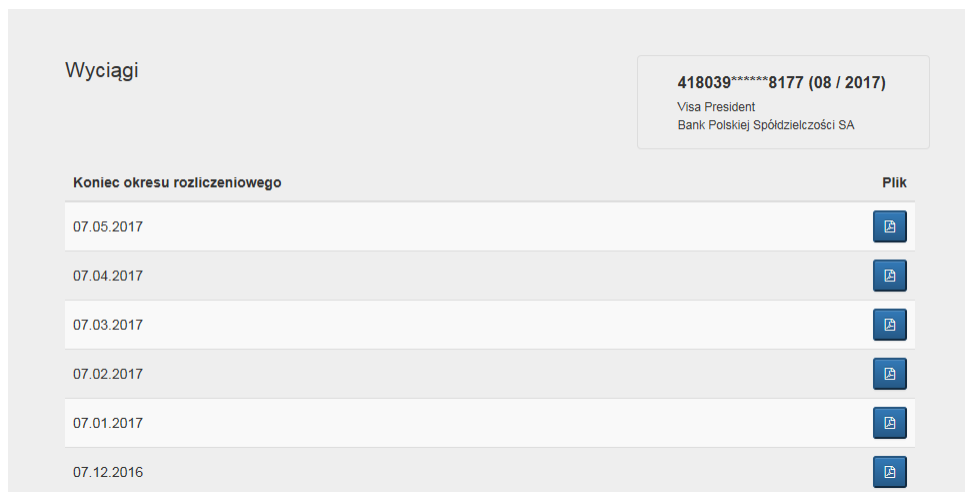 Wyciągi
418039******8177 (08 / 2017)
Visa President
Bank Polskiej Spółdzielczości SA
Koniec okresu rozliczeniowego Plik
07.05.2017
07.04.2017
07.03.2017
07.02.2017
07.01.2017
07.12.2016